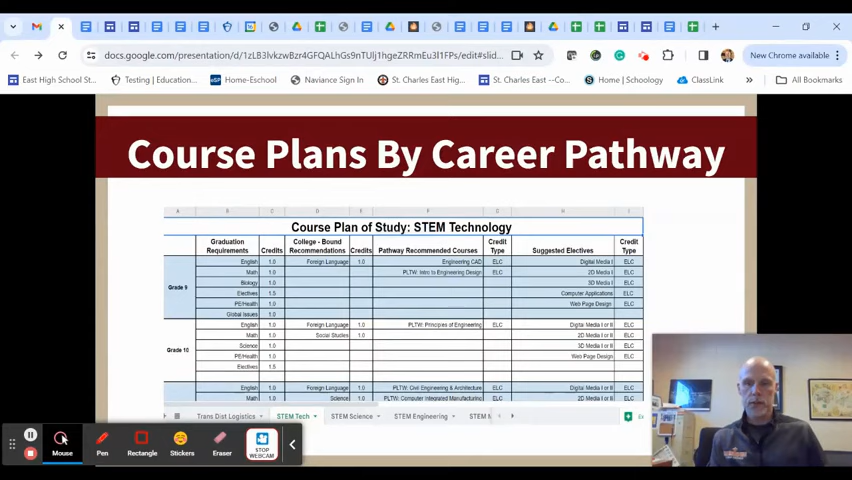 docs.google.com/presentation/d/1zLB3lvkzwBzr4GFQALhGs9nTUlj1hgeZRRmEu3l1FPs/edit#slid...
New Chrome available
East High School St...
Testing | Education...
Home-Eschool
Naviance Sign In
St. Charles East Hig...
St. Charles East --Co...
Home | Schoology
ClassLink
All Bookmarks
Course Plans By Career Pathway
A B C D E F G H I
Course Plan of Study: STEM Technology
Graduation Requirements Credits College - Bound Recommendations Credits Pathway Recommended Courses Credit Type Suggested Electives Credit Type
Grade 9
English 1.0 Foreign Language 1.0 Engineering CAD ELC Digital Media I ELC
Math 1.0 PLTW: Intro to Engineering Design ELC 2D Media I ELC
Biology 1.0 3D Media I ELC
Electives 1.5 Computer Applications ELC
PE/Health 1.0 Web Page Design ELC
Global Issues 1.0
Grade 10
English 1.0 Foreign Language 1.0 PLTW: Principles of Engineering ELC Digital Media I or II ELC
Math 1.0 Social Studies 1.0 2D Media I or II ELC
Science 1.0 3D Media I or II ELC
PE/Health 1.0 Web Page Design ELC
Electives 1.5
English 1.0 Foreign Language 1.0 PLTW: Civil Engineering & Architecture ELC Digital Media I or II ELC
Math 1.0 Science 1.0 PLTW: Computer Integrated Manufacturing ELC 2D Media I or II ELC
Trans Dist Logistics
STEM Tech
STEM Science
STEM Engineering
STEM M
Mouse
Pen
Rectangle
Stickers
Eraser
STOP
WEBCAM